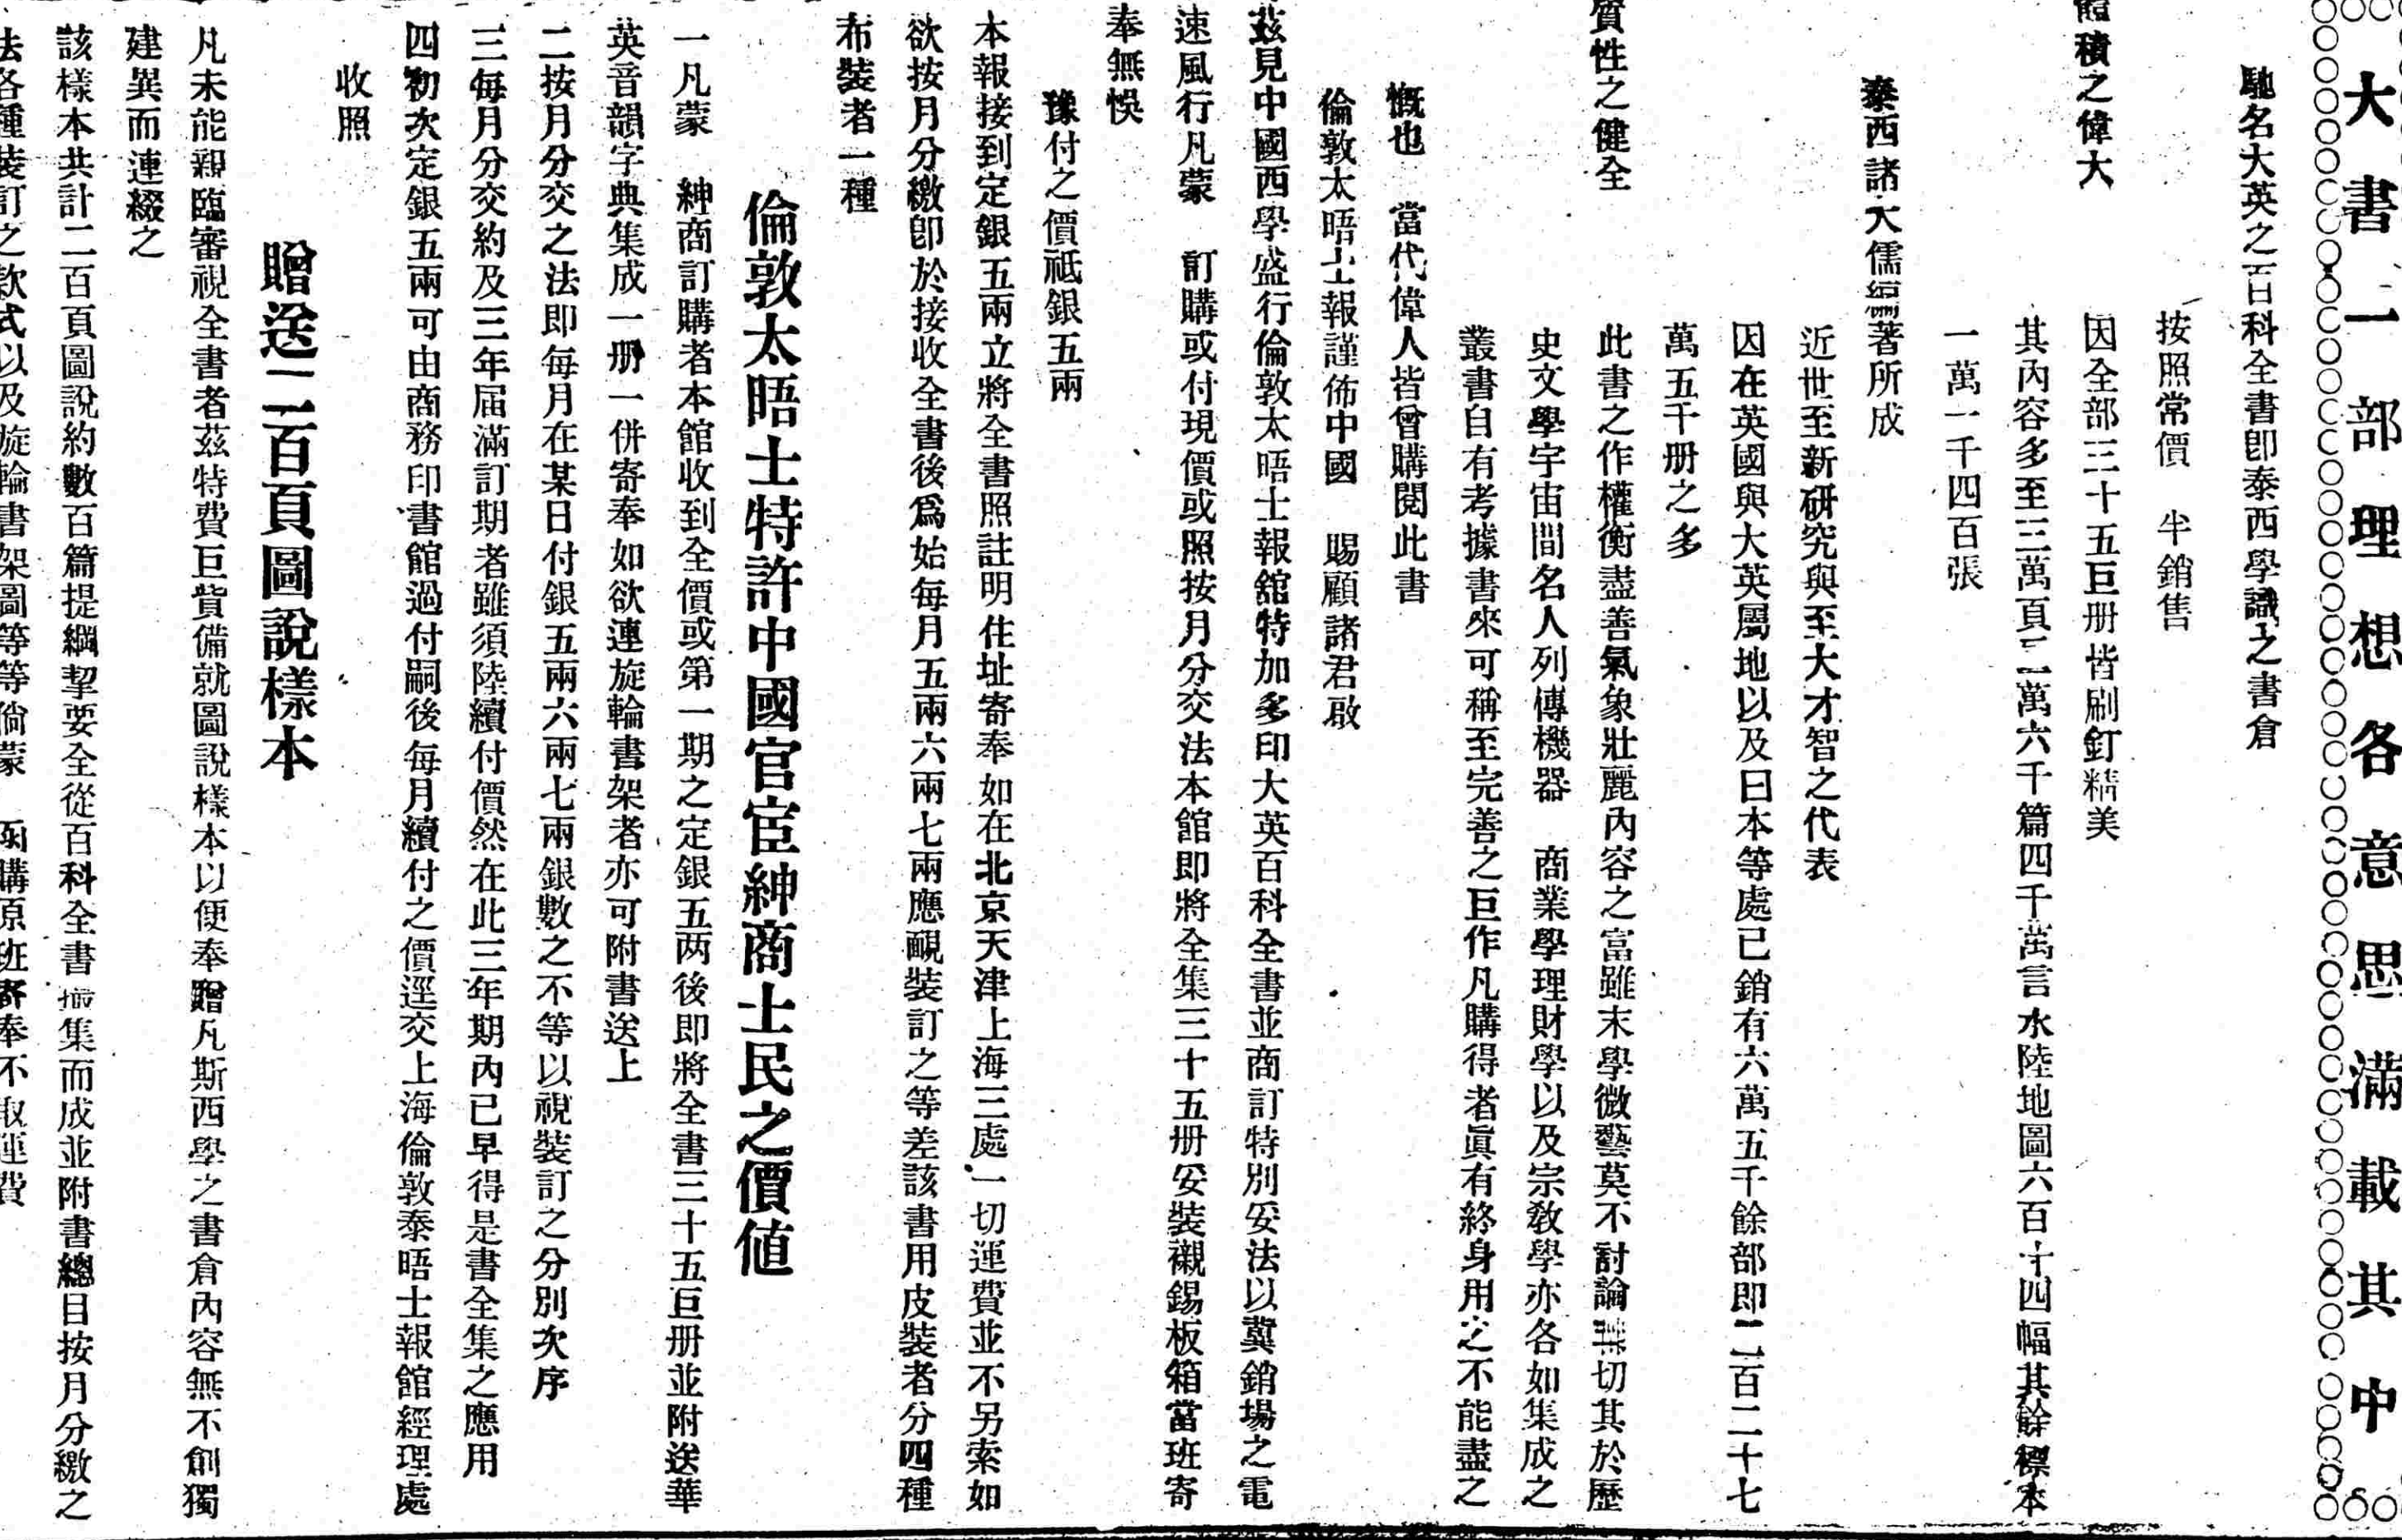 大書一部理想各意思滿載其中
馳名大英之百科全書卽泰西學識之書倉
按照常價　半銷售
體積之偉大
因全部三十五巨册皆刷釘精美
其內容多至三萬頁二萬六千篇四千萬言水陸地圖六百十四幅其餘標本
一萬一千四百張
泰西諸大儒編著所成
近世至新研究與至大才智之代表
因在英國與大英屬地以及日本等處已銷有六萬五千餘部即二百二十七
萬五千册之多
質性之健全
此書之作權衡盡善氣象壯麗內容之富雖末學微藝莫不討論一切其於歷
史文學宇宙間名人列傳機器　商業學理財學以及宗敎學亦各如集成之
叢書自有考據書來可稱至完善之巨作凡購得者眞有終身用之不能盡之
慨也　當代偉人皆曾購閱此書
倫敦太晤士報謹佈中國　賜顧諸君啟
茲見中國西學盛行倫敦太晤士報舘特加多印大英百科全書並商訂特別妥法以冀銷場之電
速風行凡蒙　訂購或付現價或照按月分交法本館即將全集三十五册妥裝襯錫板箱當班寄
奉無悞
豫付之價祗銀五兩
本報接到定銀五兩立將全書照註明住址寄奉如在北京天津上海三處一切運費並不另索如
欲按月分繳卽於接收全書後爲始每月五兩六兩七兩應覼裝訂之等差該書用皮裝者分四種
布裝者一種
倫敦太晤士特許中國官宦紳商士民之價値
一凡蒙　紳商訂購者本館收到全價或第一期之定銀五两後即將全書三十五巨册並附送華
英音韻字典集成一册一併寄奉如欲連旋輪書架者亦可附書送上
二按月分交之法即每月在某日付銀五兩六兩七兩銀數之不等以視裝訂之分別次序
三每月分交約及三年届滿訂期者雖須陸續付價然在此三年期內已早得是書全集之應用
四初次定銀五兩可由商務印書館過付嗣後每月續付之價逕交上海倫敦泰晤士報館經理處
收照
贈送二百頁圖說樣本
凡未能親臨審視全書者茲特費巨貲備就圖說樣本以便奉贈凡斯西學之書倉內容無不創獨
建異而連綴之
該樣本共計二百頁圖說約數百篇提綱挈要全從百科全書撮集而成並附書總目按月分繳之
法各種裝訂之款式以及旋輪書架圖等等倘蒙　函購原班寄奉不取運費